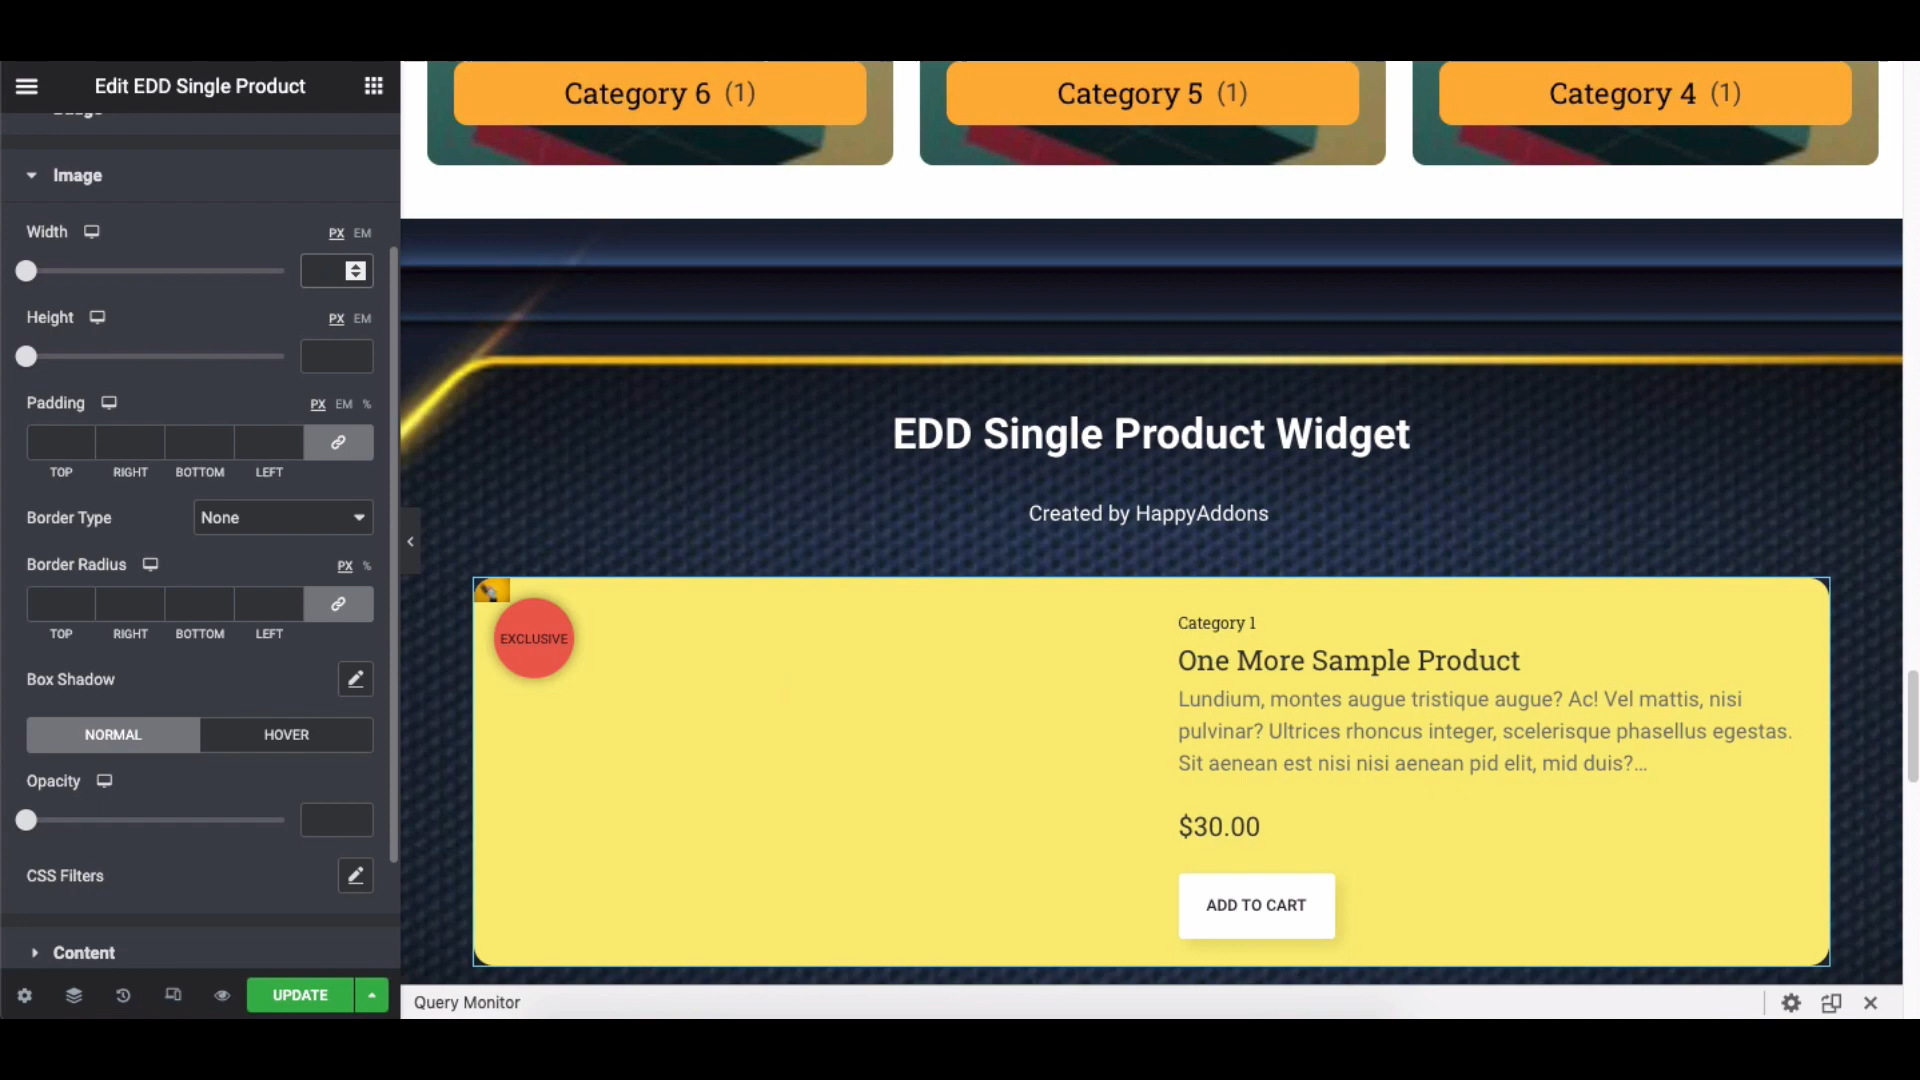 Edit EDD Single Product
Image
Width PX EM
Height PX EM
Padding PX EM %
TOP RIGHT BOTTOM LEFT
Border Type None
Border Radius PX %
TOP RIGHT BOTTOM LEFT
Box Shadow
NORMAL HOVER
Opacity
CSS Filters
Content
UPDATE
Category 6 (1)
Category 5 (1)
Category 4 (1)
EDD Single Product Widget
Created by HappyAddons
EXCLUSIVE
Category 1
One More Sample Product
Lundium, montes augue tristique augue? Ac! Vel mattis, nisi
pulvinar? Ultrices rhoncus integer, scelerisque phasellus egestas.
Sit aenean est nisi nisi aenean pid elit, mid duis?...
$30.00
ADD TO CART
Query Monitor